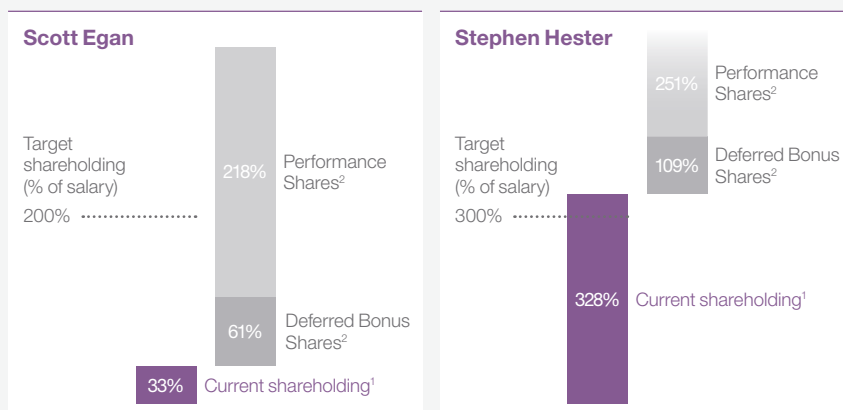 Scott Egan
Target
shareholding
(% of salary)
200%
218%
Performance
Shares²
61%
Deferred Bonus
Shares²
33%
Current shareholding¹
Stephen Hester
251%
Performance
Shares²
Target
shareholding
(% of salary)
300%
109%
Deferred Bonus
Shares²
328%
Current shareholding¹